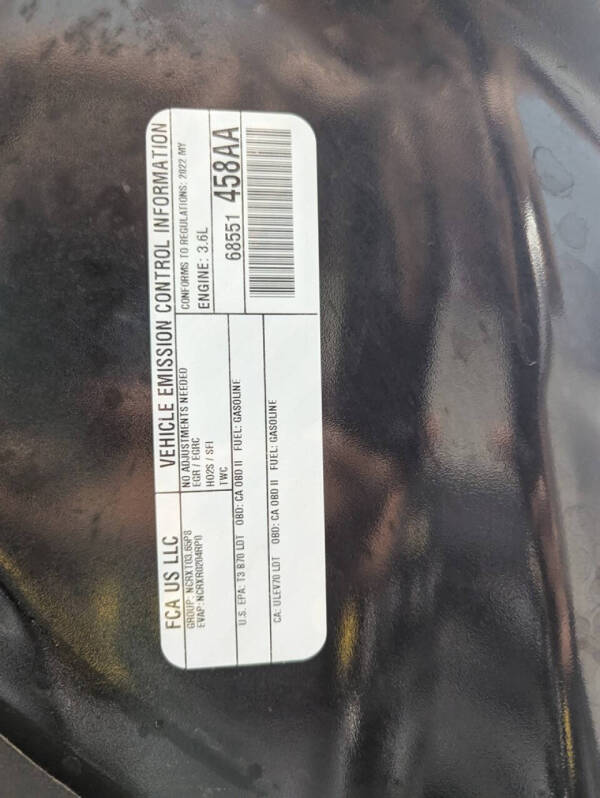 FCA US LLC
VEHICLE EMISSION CONTROL INFORMATION
GROUP: NCRXT03.65P8
EVAP: NCRXR0204RP0
NO ADJUSTMENTS NEEDED
EGR / EGRC
HO2S / SFI
TWC
CONFORMS TO REGULATIONS: 2022 MY
ENGINE: 3.6L
68551 458AA
U.S. EPA: T3 B70 LDT OBD: CA OBD II FUEL: GASOLINE
CA: ULEV70 LDT OBD: CA OBD II FUEL: GASOLINE